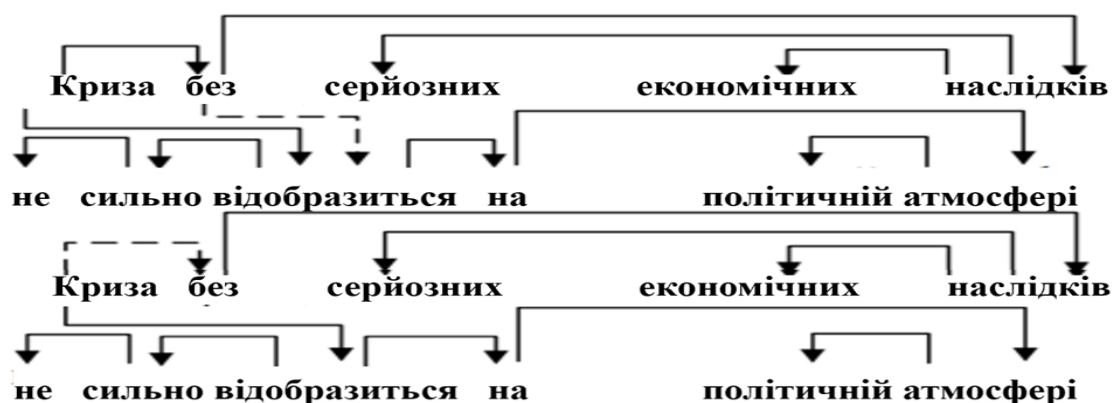 Криза без серйозних економічних наслідків
не сильно відобразиться на політичній атмосфері
Криза без серйозних економічних наслідків
не сильно відобразиться на політичній атмосфері